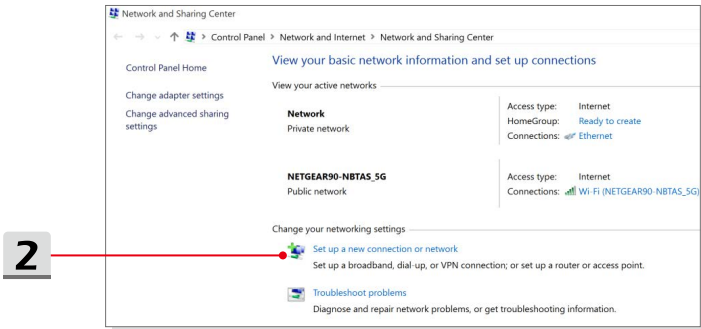 Network and Sharing Center
Control Panel > Network and Internet > Network and Sharing Center
Control Panel Home
Change adapter settings
Change advanced sharing
settings
View your basic network information and set up connections
View your active networks
Network
Private network
Access type: Internet
HomeGroup: Ready to create
Connections: Ethernet
NETGEAR90-NBTAS_5G
Public network
Access type: Internet
Connections: Wi-Fi (NETGEAR90-NBTAS_5G)
Change your networking settings
2
Set up a new connection or network
Set up a broadband, dial-up, or VPN connection; or set up a router or access point.
Troubleshoot problems
Diagnose and repair network problems, or get troubleshooting information.